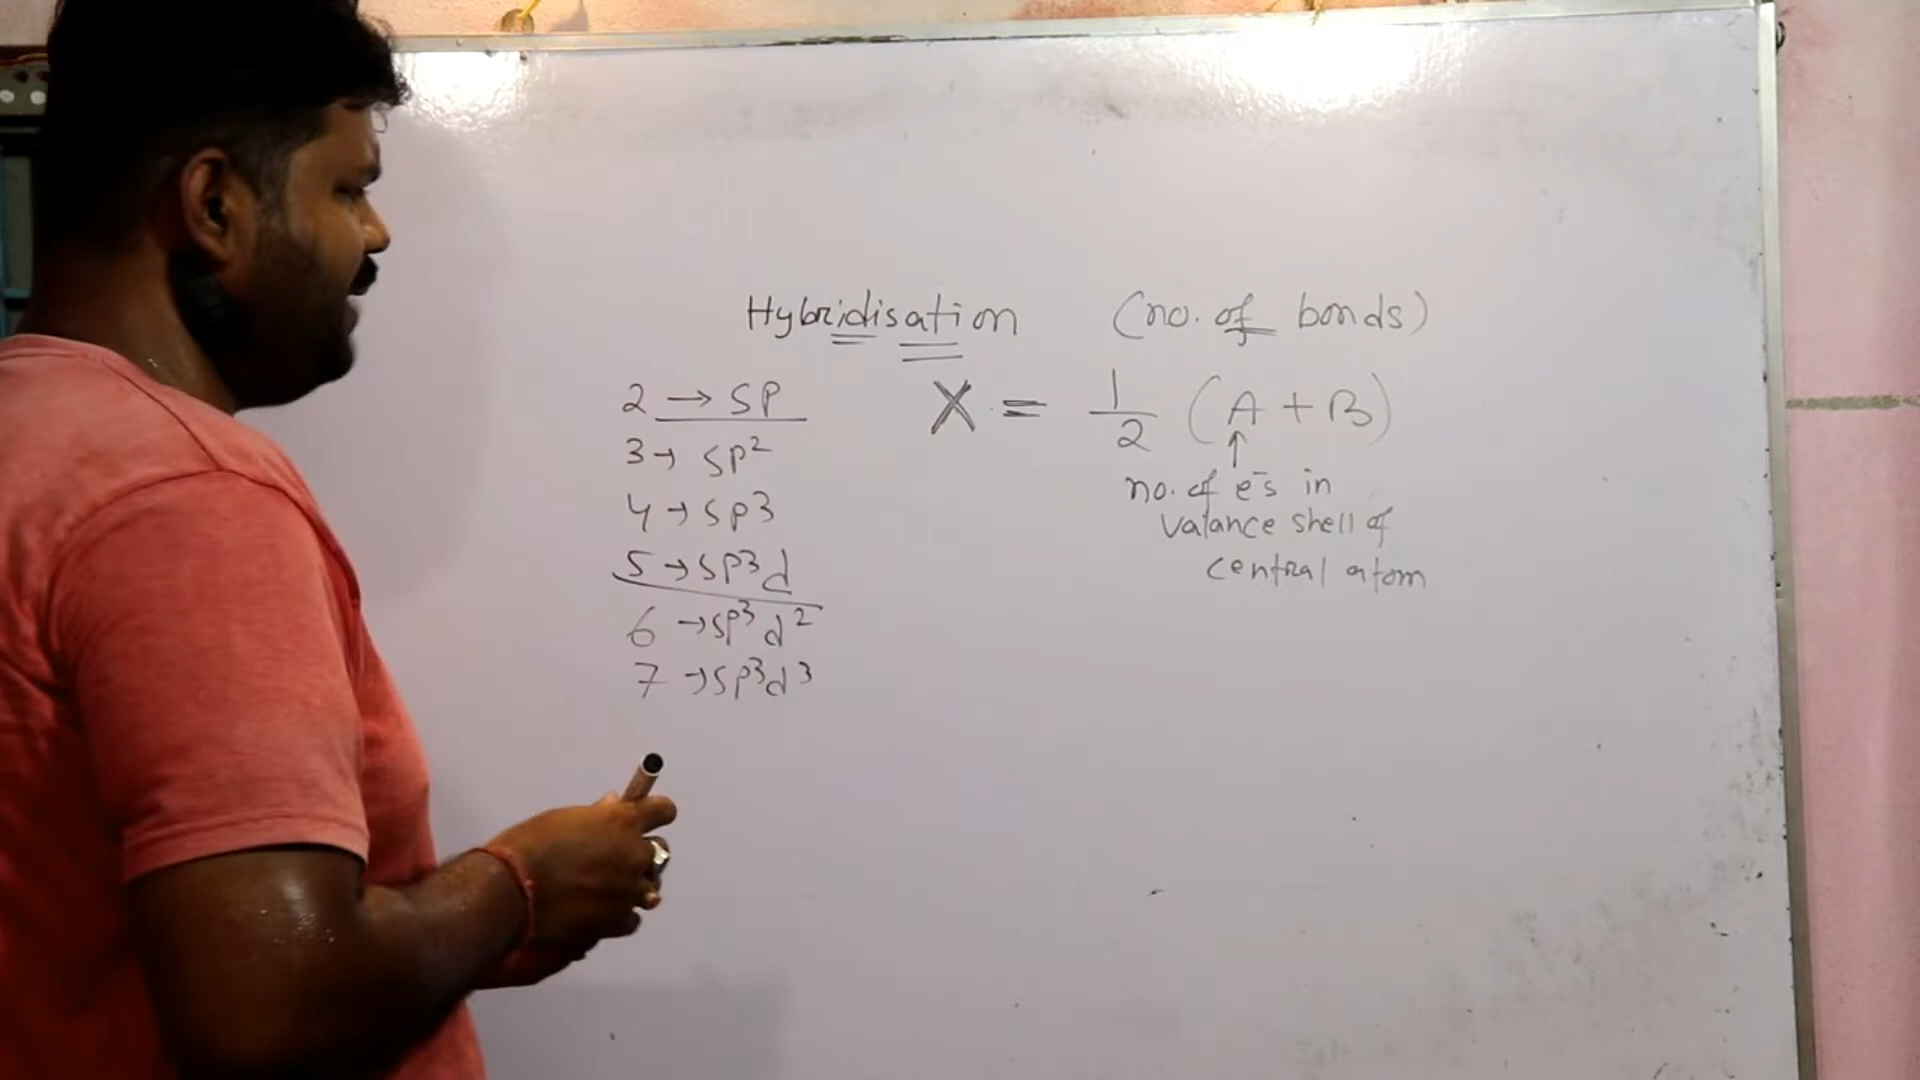 Hybridisation (no. of bonds)
2 → SP
3 → SP²
4 → SP3
5 → SP³d
6 → SP³d²
7 → SP³d³
X = 1/2 (A + B)
↑
no. of e⁻s in
valance shell of
central atom